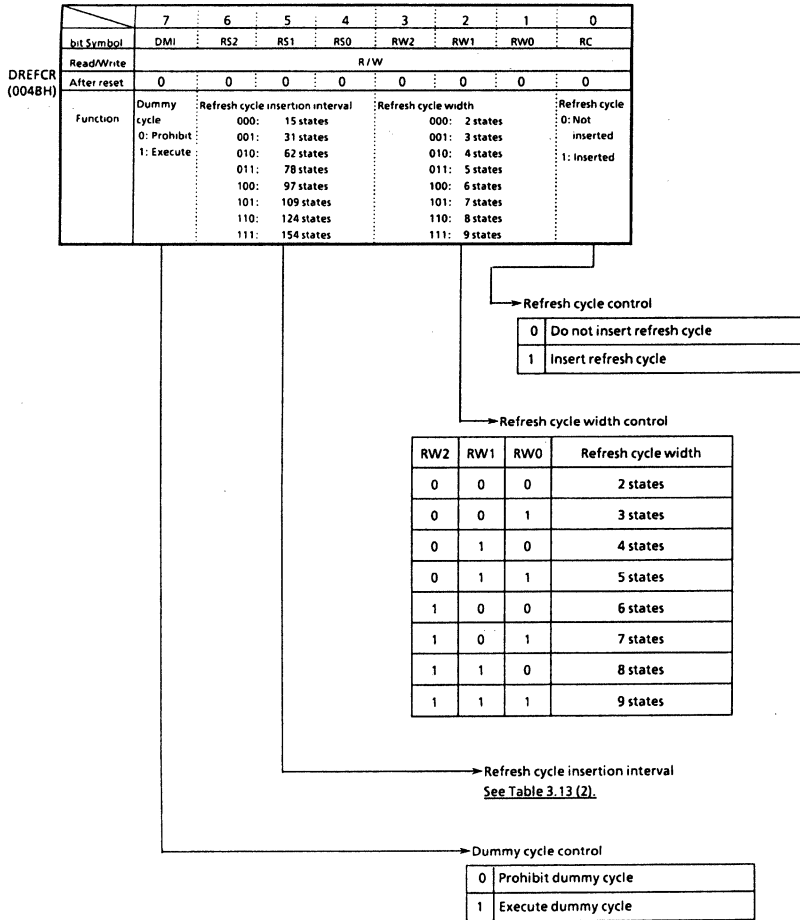 7 6 5 4 3 2 1 0
bit Symbol DMI RS2 RS1 RS0 RW2 RW1 RW0 RC
Read/Write R/W
DREFCR
(004BH)
After reset 0 0 0 0 0 0 0 0
Function
Dummy
cycle
0: Prohibit
1: Execute
Refresh cycle insertion interval
000: 15 states
001: 31 states
010: 62 states
011: 78 states
100: 97 states
101: 109 states
110: 124 states
111: 154 states
Refresh cycle width
000: 2 states
001: 3 states
010: 4 states
011: 5 states
100: 6 states
101: 7 states
110: 8 states
111: 9 states
Refresh cycle
0: Not
inserted
1: Inserted
Refresh cycle control
0 Do not insert refresh cycle
1 Insert refresh cycle
Refresh cycle width control
RW2 RW1 RW0 Refresh cycle width
0 0 0 2 states
0 0 1 3 states
0 1 0 4 states
0 1 1 5 states
1 0 0 6 states
1 0 1 7 states
1 1 0 8 states
1 1 1 9 states
Refresh cycle insertion interval
See Table 3.13 (2).
Dummy cycle control
0 Prohibit dummy cycle
1 Execute dummy cycle